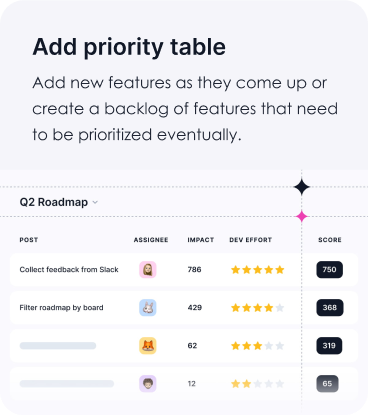 Add priority table
Add new features as they come up or
create a backlog of features that need
to be prioritized eventually.
Q2 Roadmap
POST ASSIGNEE IMPACT DEV EFFORT SCORE
Collect feedback from Slack 786 750
Filter roadmap by board 429 368
62 319
12 65